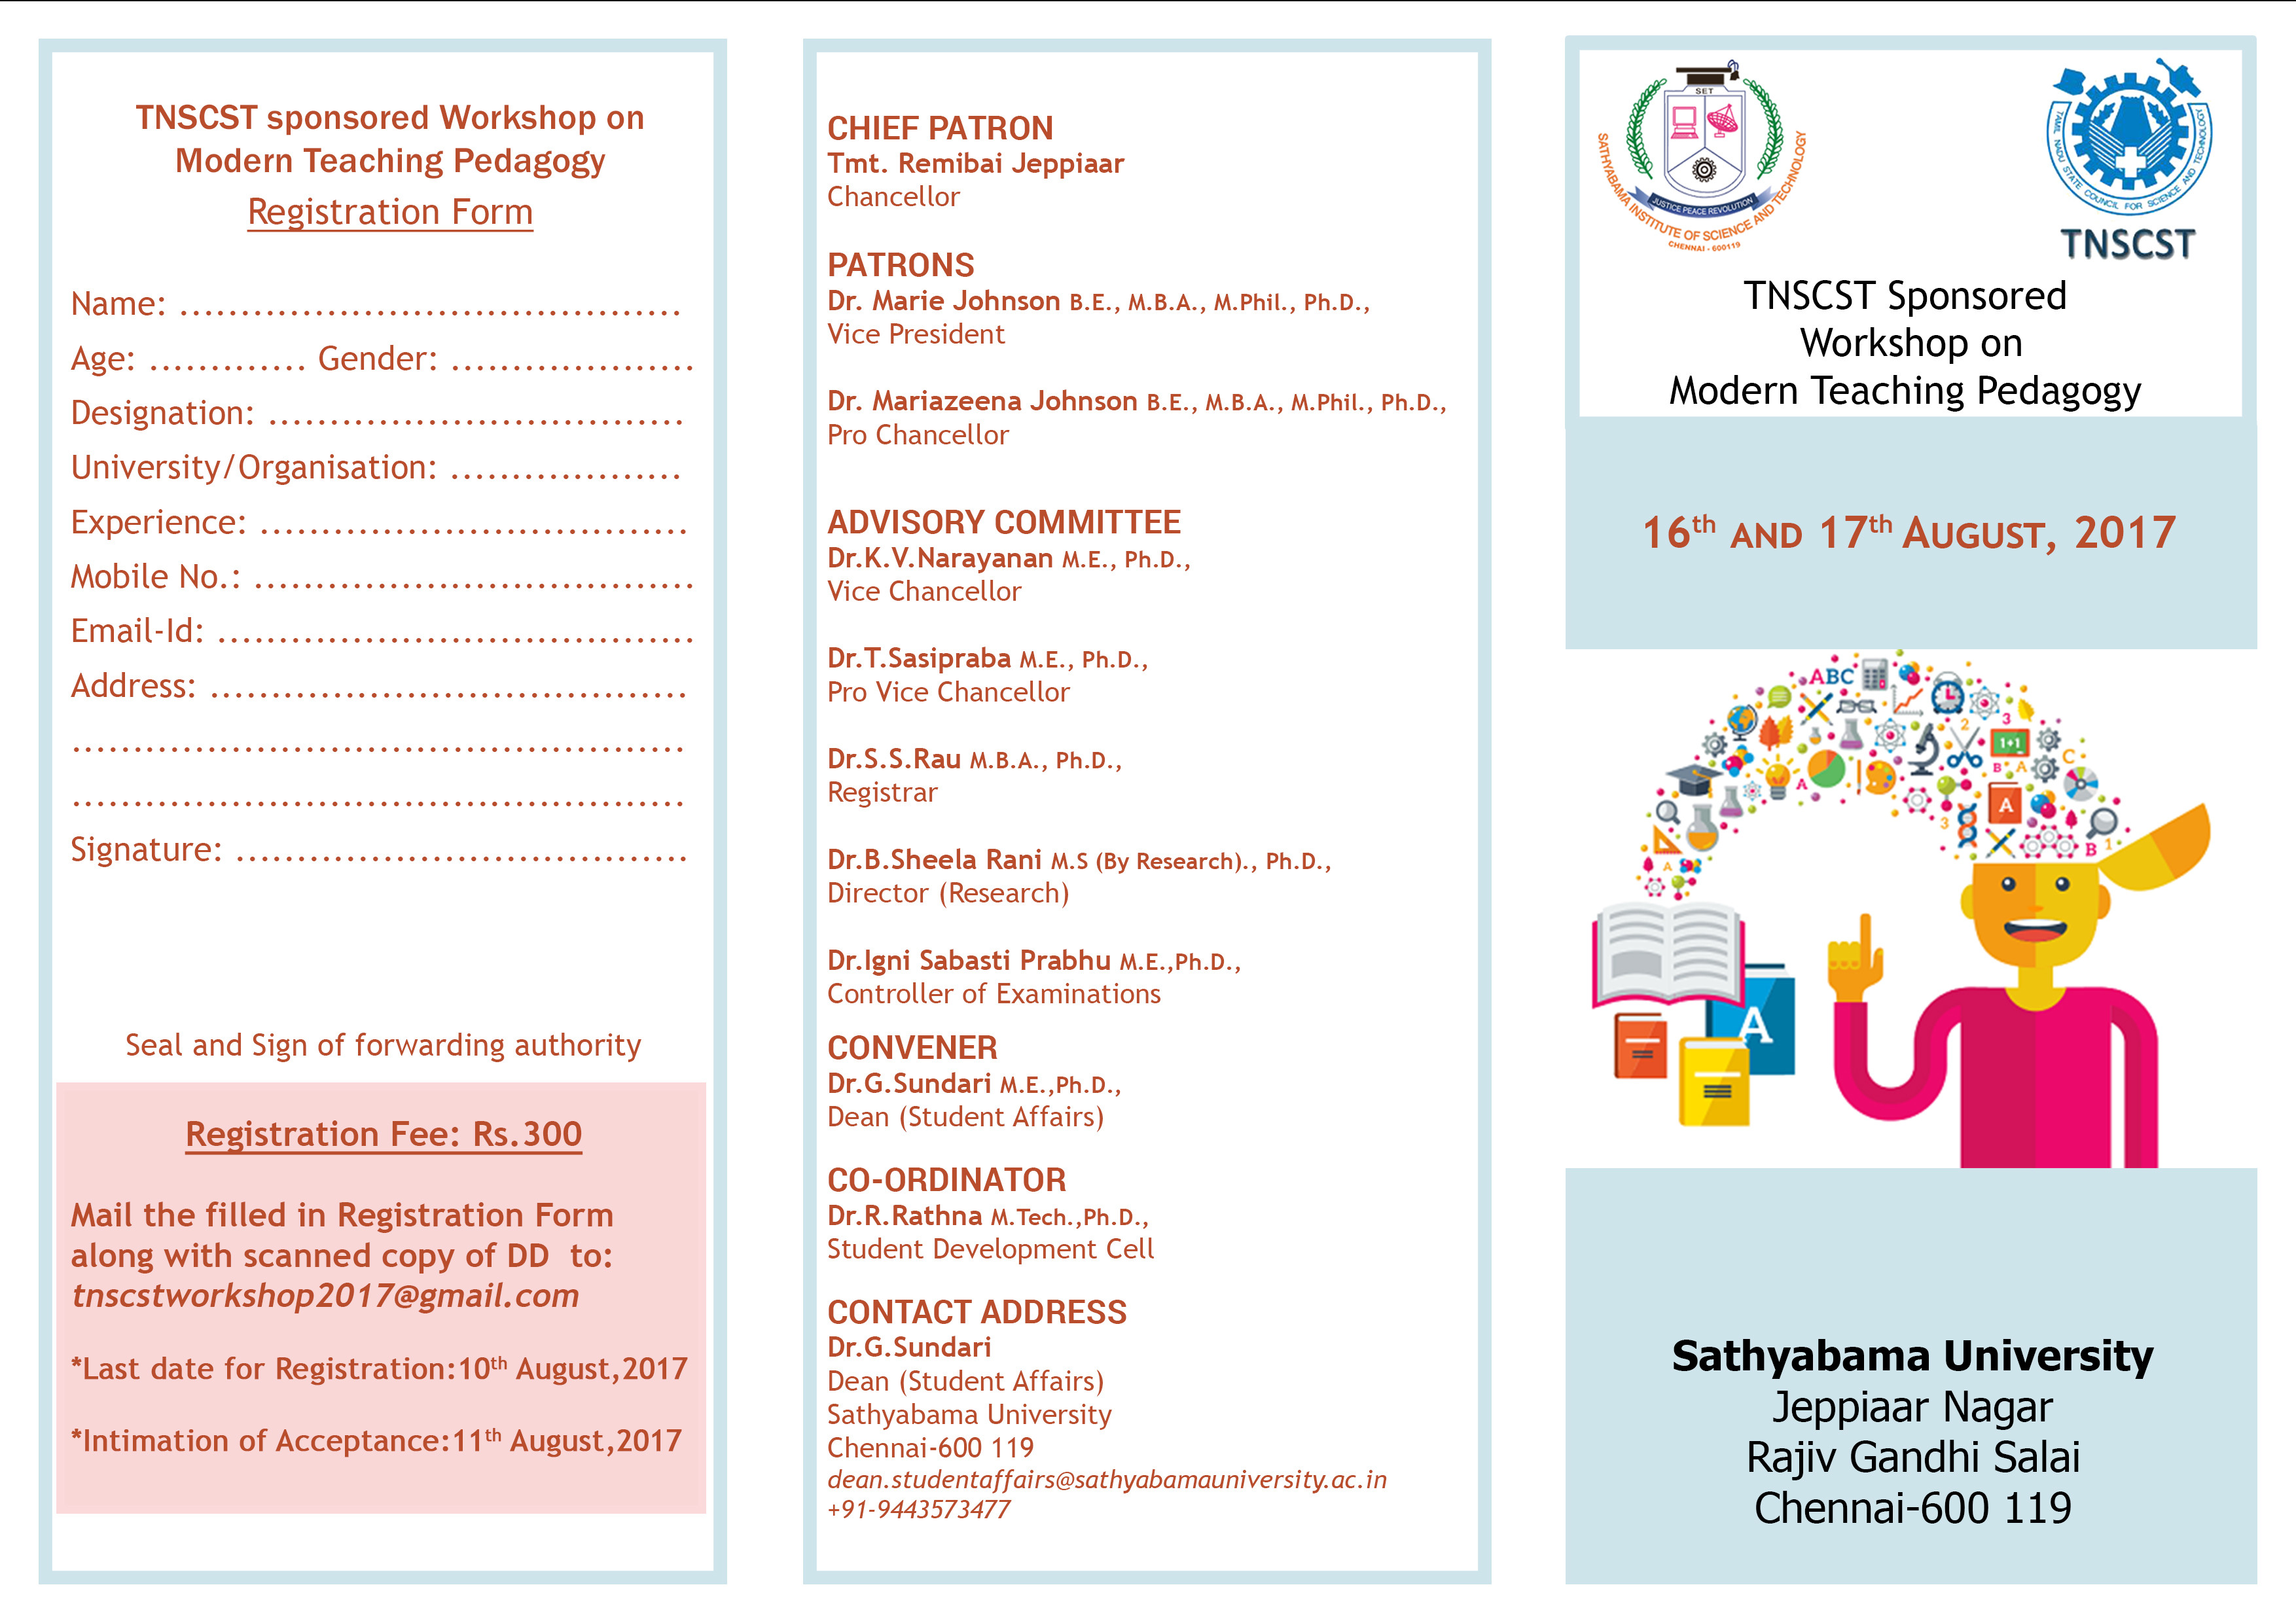 TNSCST sponsored Workshop on
Modern Teaching Pedagogy
Registration Form
Name: .........................................
Age: ............. Gender: ....................
Designation: ..................................
University/Organisation: ...................
Experience: ...................................
Mobile No.: ....................................
Email-Id: .......................................
Address: .......................................
..................................................
..................................................
Signature: .....................................
Seal and Sign of forwarding authority
Registration Fee: Rs.300
Mail the filled in Registration Form
along with scanned copy of DD to:
tnscstworkshop2017@gmail.com
*Last date for Registration:10th August,2017
*Intimation of Acceptance:11th August,2017
CHIEF PATRON
Tmt. Remibai Jeppiaar
Chancellor
PATRONS
Dr. Marie Johnson B.E., M.B.A., M.Phil., Ph.D.,
Vice President
Dr. Mariazeena Johnson B.E., M.B.A., M.Phil., Ph.D.,
Pro Chancellor
ADVISORY COMMITTEE
Dr.K.V.Narayanan M.E., Ph.D.,
Vice Chancellor
Dr.T.Sasipraba M.E., Ph.D.,
Pro Vice Chancellor
Dr.S.S.Rau M.B.A., Ph.D.,
Registrar
Dr.B.Sheela Rani M.S (By Research)., Ph.D.,
Director (Research)
Dr.Igni Sabasti Prabhu M.E.,Ph.D.,
Controller of Examinations
CONVENER
Dr.G.Sundari M.E.,Ph.D.,
Dean (Student Affairs)
CO-ORDINATOR
Dr.R.Rathna M.Tech.,Ph.D.,
Student Development Cell
CONTACT ADDRESS
Dr.G.Sundari
Dean (Student Affairs)
Sathyabama University
Chennai-600 119
dean.studentaffairs@sathyabamauniversity.ac.in
+91-9443573477
SET
JUSTICE PEACE REVOLUTION
SATHYABAMA INSTITUTE OF SCIENCE AND TECHNOLOGY
CHENNAI - 600119
TAMIL NADU STATE COUNCIL FOR SCIENCE AND TECHNOLOGY
TNSCST
TNSCST Sponsored
Workshop on
Modern Teaching Pedagogy
16th AND 17th AUGUST, 2017
ABC
2
3
1+1
B A
C
A
A
3
B 1
A
A
Sathyabama University
Jeppiaar Nagar
Rajiv Gandhi Salai
Chennai-600 119